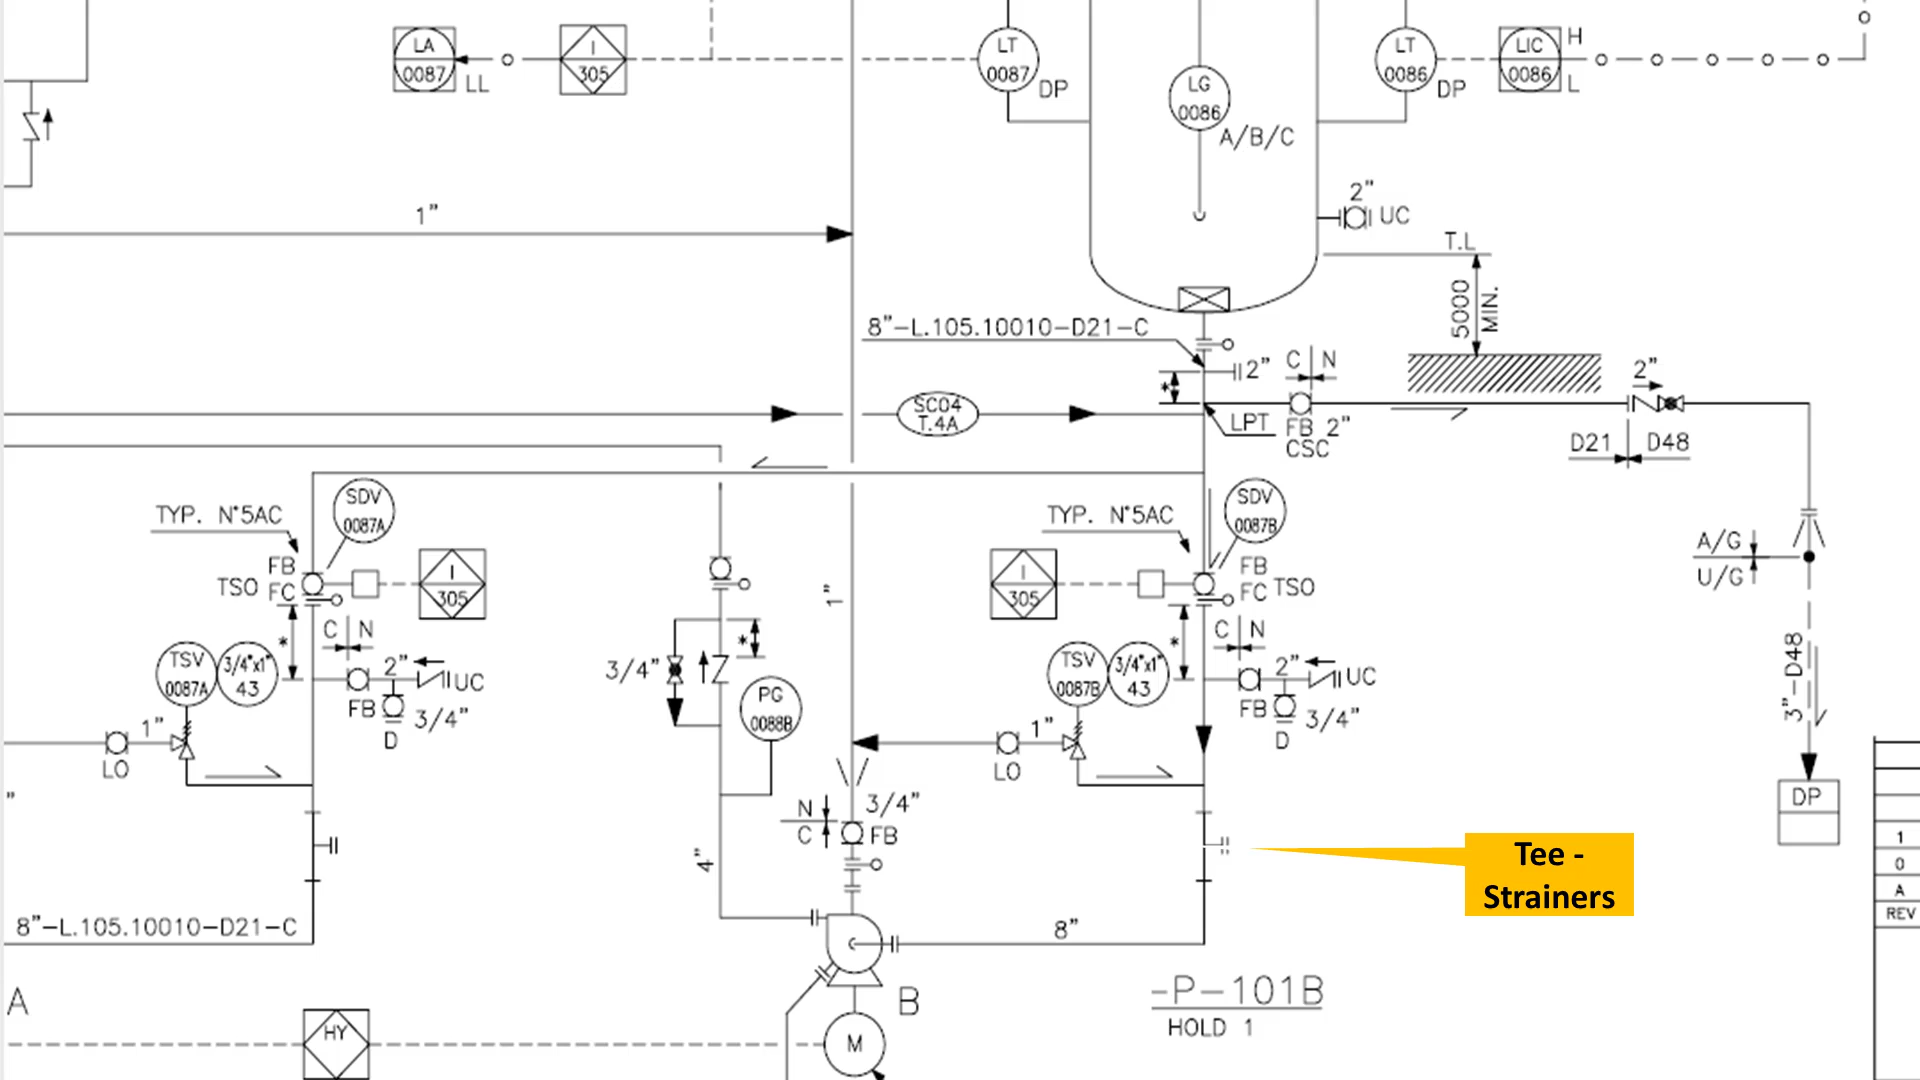 LA
0087
LL
I
305
LT
0087
DP
LG
0086
A/B/C
LT
0086
DP
LIC
0086
H
L
1"
2"
UC
T.L
5000
MIN.
8"-L.105.10010-D21-C
2"
C N
2"
SC04
T.4A
LPT
FB 2"
CSC
D21
D48
TYP. N°5AC
SDV
0087A
FB
TSO
FC
I
305
C N
TSV
0087A
3/4"x1"
43
*
2"
UC
FB
3/4"
D
1"
LO
"
3/4"
*
PG
0088B
1"
4"
N
C
3/4"
FB
TYP. N°5AC
SDV
0087B
FB
FC
TSO
I
305
C N
TSV
0087B
3/4"x1"
43
*
2"
UC
FB
3/4"
D
1"
LO
*
A/G
U/G
3"-D48
DP
Tee -
Strainers
1
0
A
REV
8"-L.105.10010-D21-C
8"
A
HY
B
M
-P-101B
HOLD 1